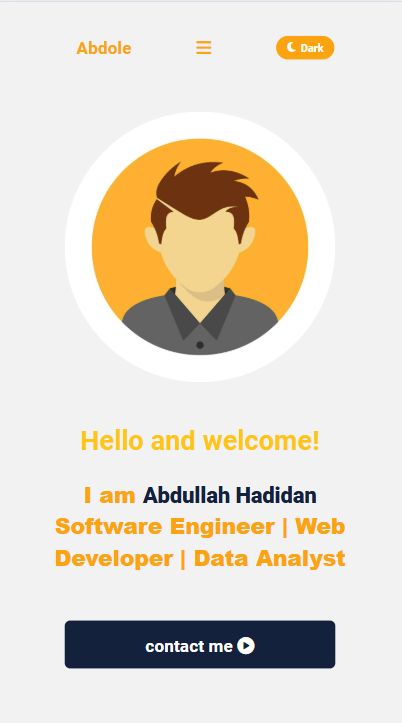 Abdole
Dark
Hello and welcome!
I am Abdullah Hadidan
Software Engineer | Web
Developer | Data Analyst
contact me